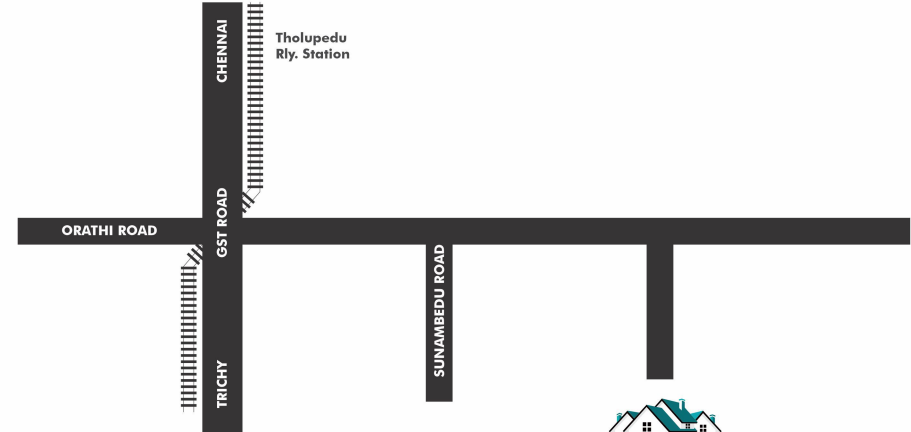 CHENNAI
Tholupedu
Rly. Station
GST ROAD
ORATHI ROAD
SUNAMBEDU ROAD
TRICHY